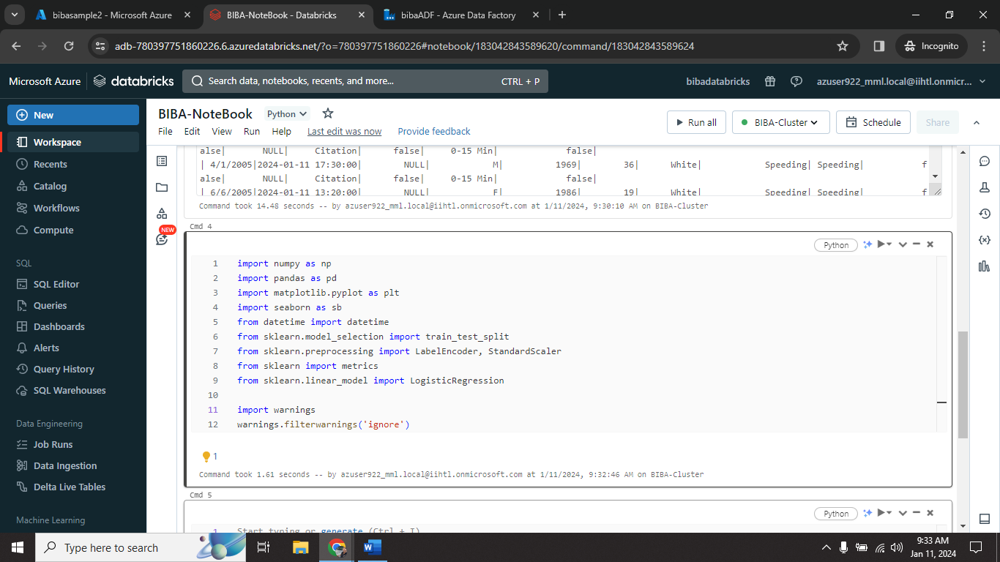 bibasample2 - Microsoft Azure
BIBA-NoteBook - Databricks
bibaADF - Azure Data Factory
adb-780397751860226.6.azuredatabricks.net/?o=780397751860226#notebook/183042843589620/command/183042843589624
Incognito
Microsoft Azure
databricks
Search data, notebooks, recents, and more...
CTRL + P
bibadatabricks
azuser922_mml.local@iihtl.onmicr...
New
Workspace
Recents
Catalog
Workflows
Compute
SQL
SQL Editor
Queries
Dashboards
Alerts
Query History
SQL Warehouses
Data Engineering
Job Runs
Data Ingestion
Delta Live Tables
Machine Learning
BIBA-NoteBook
Python
File Edit View Run Help Last edit was now Provide feedback
Run all
BIBA-Cluster
Schedule
Share
NEW
alse| NULL| Citation| false| 0-15 Min| false|
| 4/1/2005|2024-01-11 17:30:00| NULL| M| 1969| 36| White| Speeding| Speeding| f
alse| NULL| Citation| false| 0-15 Min| false|
| 6/6/2005|2024-01-11 13:20:00| NULL| F| 1986| 19| White| Speeding| Speeding| f
Command took 14.48 seconds -- by azuser922_mml.local@iihtl.onmicrosoft.com at 1/11/2024, 9:30:10 AM on BIBA-Cluster
Cmd 4
Python
1 import numpy as np
2 import pandas as pd
3 import matplotlib.pyplot as plt
4 import seaborn as sb
5 from datetime import datetime
6 from sklearn.model_selection import train_test_split
7 from sklearn.preprocessing import LabelEncoder, StandardScaler
8 from sklearn import metrics
9 from sklearn.linear_model import LogisticRegression
10
11 import warnings
12 warnings.filterwarnings('ignore')
1
Command took 1.61 seconds -- by azuser922_mml.local@iihtl.onmicrosoft.com at 1/11/2024, 9:32:46 AM on BIBA-Cluster
Cmd 5
Python
1 Start typing or generate (Ctrl + I)
Type here to search
9:33 AM
Jan 11, 2024